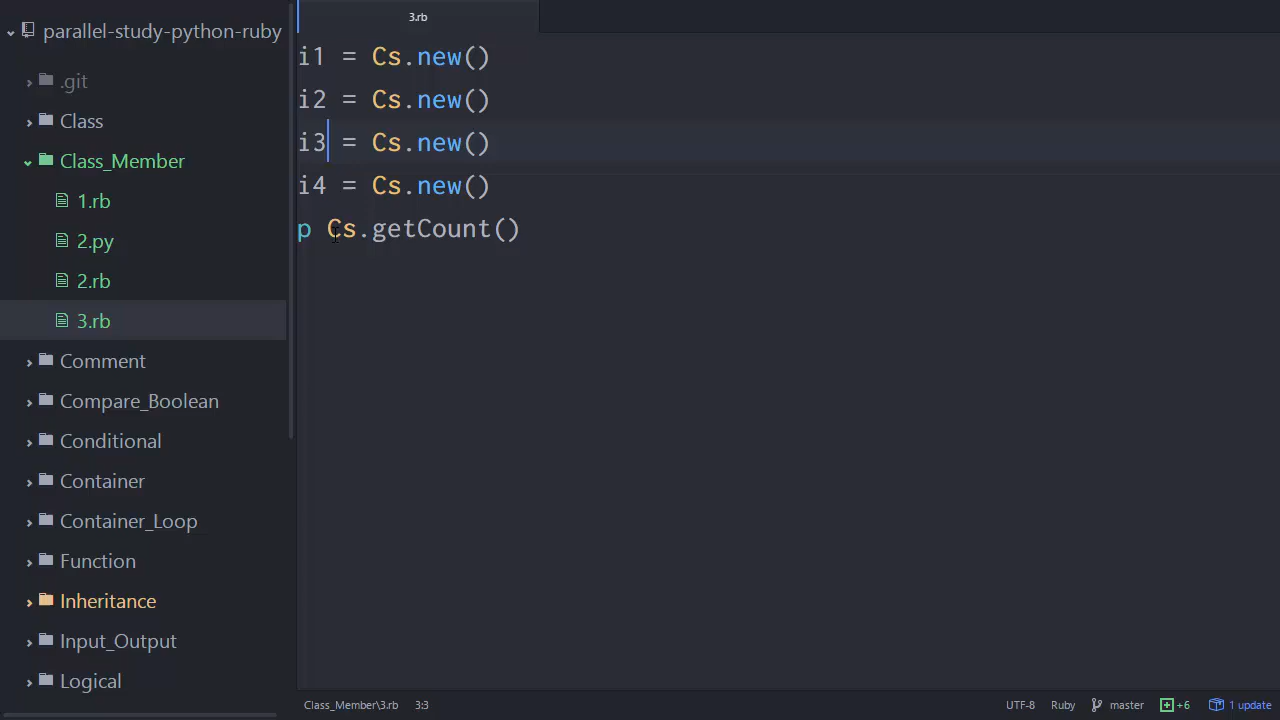 parallel-study-python-ruby
.git
Class
Class_Member
1.rb
2.py
2.rb
3.rb
Comment
Compare_Boolean
Conditional
Container
Container_Loop
Function
Inheritance
Input_Output
Logical
3.rb
i1 = Cs.new()
i2 = Cs.new()
i3 = Cs.new()
i4 = Cs.new()
p Cs.getCount()
Class_Member\3.rb 3:3 UTF-8 Ruby master +6 1 update